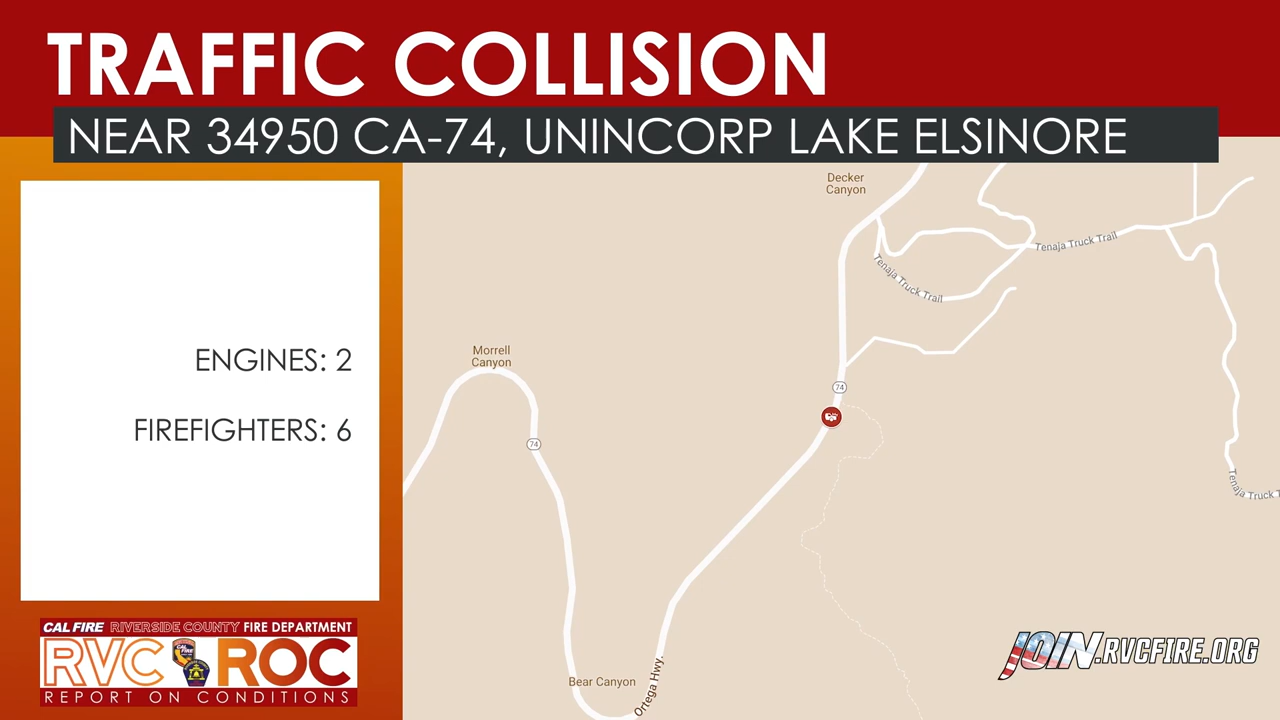 TRAFFIC COLLISION
NEAR 34950 CA-74, UNINCORP LAKE ELSINORE
ENGINES: 2
FIREFIGHTERS: 6
Decker
Canyon
Tenaja Truck Trail
Tenaja Truck Trail
Morrell
Canyon
74
74
Tenaja Truck T
Bear Canyon
Ortega Hwy.
CAL FIRE RIVERSIDE COUNTY FIRE DEPARTMENT
RVC ROC
REPORT ON CONDITIONS
JOIN.RVCFIRE.ORG